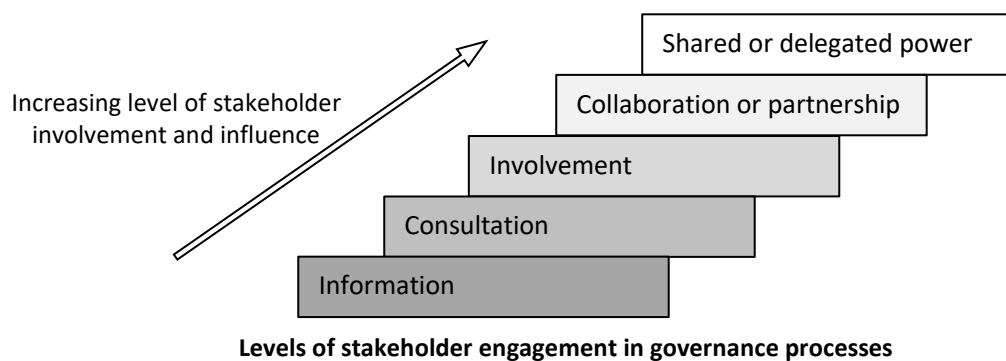 Shared or delegated power
Collaboration or partnership
Increasing level of stakeholder
involvement and influence
Involvement
Consultation
Information
Levels of stakeholder engagement in governance processes